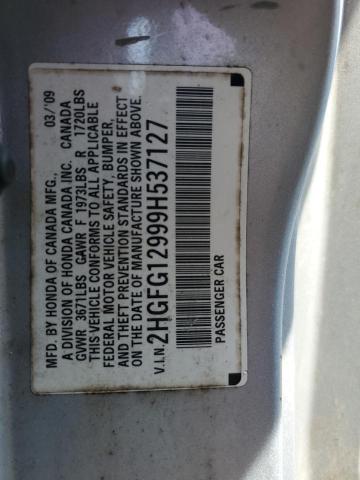 MFD. BY HONDA OF CANADA MFG., 03/'09
A DIVISION OF HONDA CANADA INC. CANADA
GVWR 3671LBS GAWR F 1973LBS R 1720LBS
THIS VEHICLE CONFORMS TO ALL APPLICABLE
FEDERAL MOTOR VEHICLE SAFETY, BUMPER,
AND THEFT PREVENTION STANDARDS IN EFFECT
ON THE DATE OF MANUFACTURE SHOWN ABOVE.
V.I.N. 2HGFG12999H537127
PASSENGER CAR